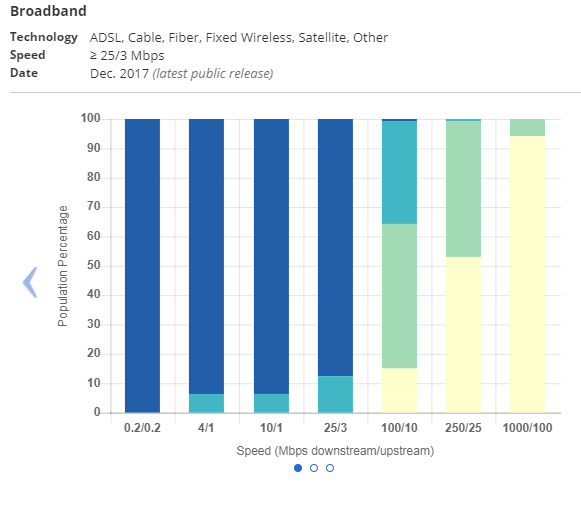 Broadband
Technology ADSL, Cable, Fiber, Fixed Wireless, Satellite, Other
Speed ≥ 25/3 Mbps
Date Dec. 2017 (latest public release)
Population Percentage
100
90
80
70
60
50
40
30
20
10
0
0.2/0.2 4/1 10/1 25/3 100/10 250/25 1000/100
Speed (Mbps downstream/upstream)